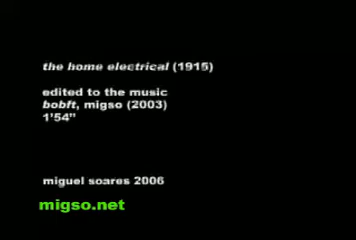 the home electrical (1915)
edited to the music
bobft, migso (2003)
1'54"
miguel soares 2006
migso.net